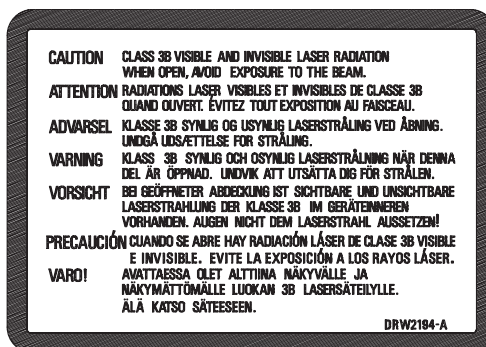 CAUTION CLASS 3B VISIBLE AND INVISIBLE LASER RADIATION
WHEN OPEN, AVOID EXPOSURE TO THE BEAM.
ATTENTION RADIATIONS LASER VISIBLES ET INVISIBLES DE CLASSE 3B
QUAND OUVERT. ÉVITEZ TOUT EXPOSITION AU FAISCEAU.
ADVARSEL KLASSE 3B SYNLIG OG USYNLIG LASERSTRÅLING VED ÅBNING.
UNDGÅ UDSÆTTELSE FOR STRÅLING.
VARNING KLASS 3B SYNLIG OCH OSYNLIG LASERSTRÅLNING NÄR DENNA
DEL ÄR ÖPPNAD. UNDVIK ATT UTSÄTTA DIG FÖR STRÅLEN.
VORSICHT BEI GEÖFFNETER ABDECKUNG IST SICHTBARE UND UNSICHTBARE
LASERSTRAHLUNG DER KLASSE 3B IM GERÄTEINNEREN
VORHANDEN. AUGEN NICHT DEM LASERSTRAHL AUSSETZEN!
PRECAUCIÓN CUANDO SE ABRE HAY RADIACIÓN LÁSER DE CLASE 3B VISIBLE
E INVISIBLE. EVITE LA EXPOSICIÓN A LOS RAYOS LÁSER.
VARO! AVATTAESSA OLET ALTTIINA NÄKYVÄLLE JA
NÄKYMÄTTÖMÄLLE LUOKAN 3B LASERSÄTEILYLLE.
ÄLÄ KATSO SÄTEESEEN.
DRW2194-A